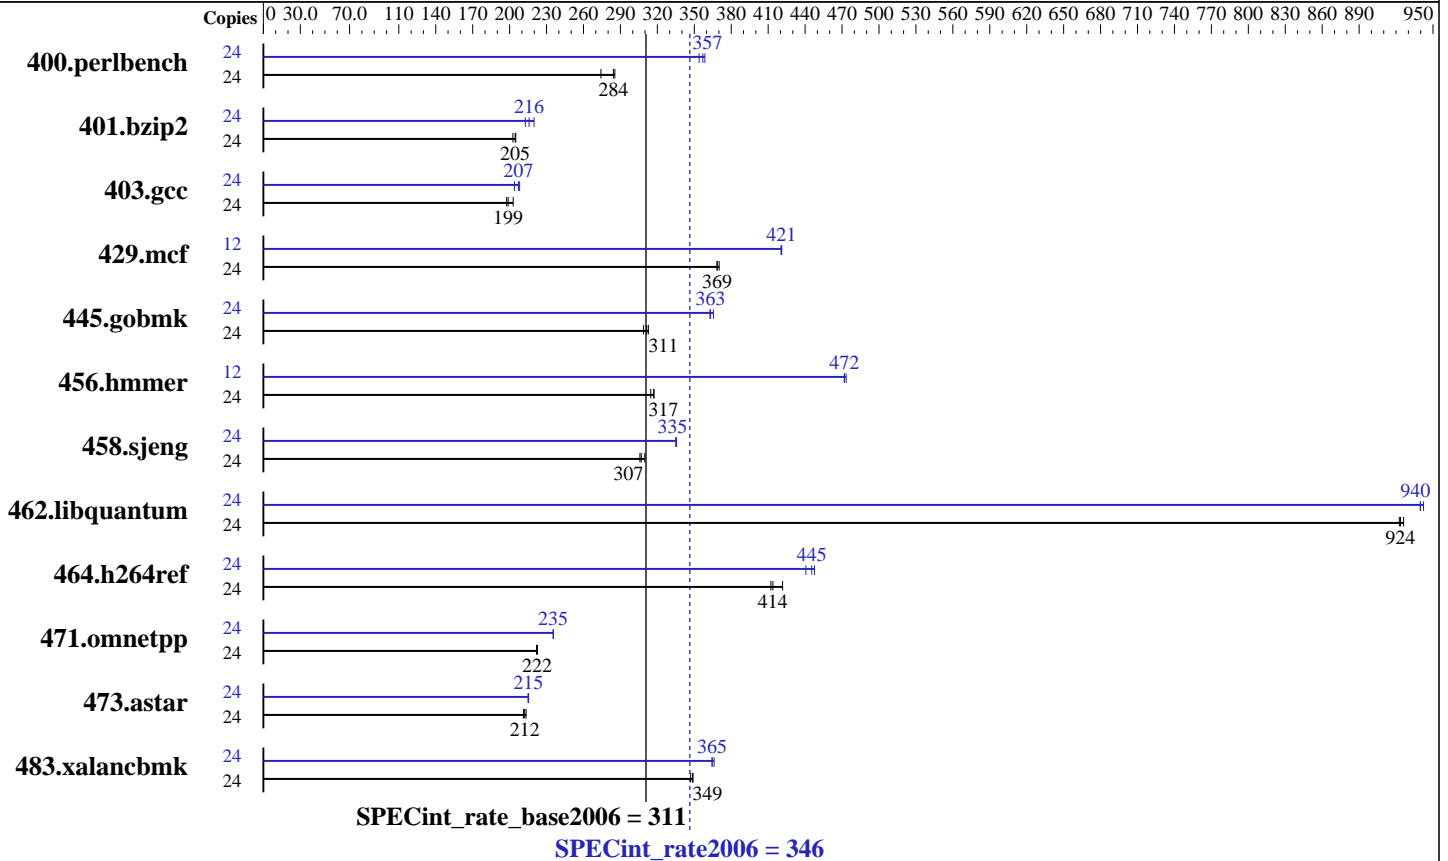 Copies 0 30.0 70.0 110 140 170 200 230 260 290 320 350 380 410 440 470 500 530 560 590 620 650 680 710 740 770 800 830 860 890 950
400.perlbench 24 357
24 284
401.bzip2 24 216
24 205
403.gcc 24 207
24 199
429.mcf 12 421
24 369
445.gobmk 24 363
24 311
456.hmmer 12 472
24 317
458.sjeng 24 335
24 307
462.libquantum 24 940
24 924
464.h264ref 24 445
24 414
471.omnetpp 24 235
24 222
473.astar 24 215
24 212
483.xalancbmk 24 365
24 349
SPECint_rate_base2006 = 311
SPECint_rate2006 = 346